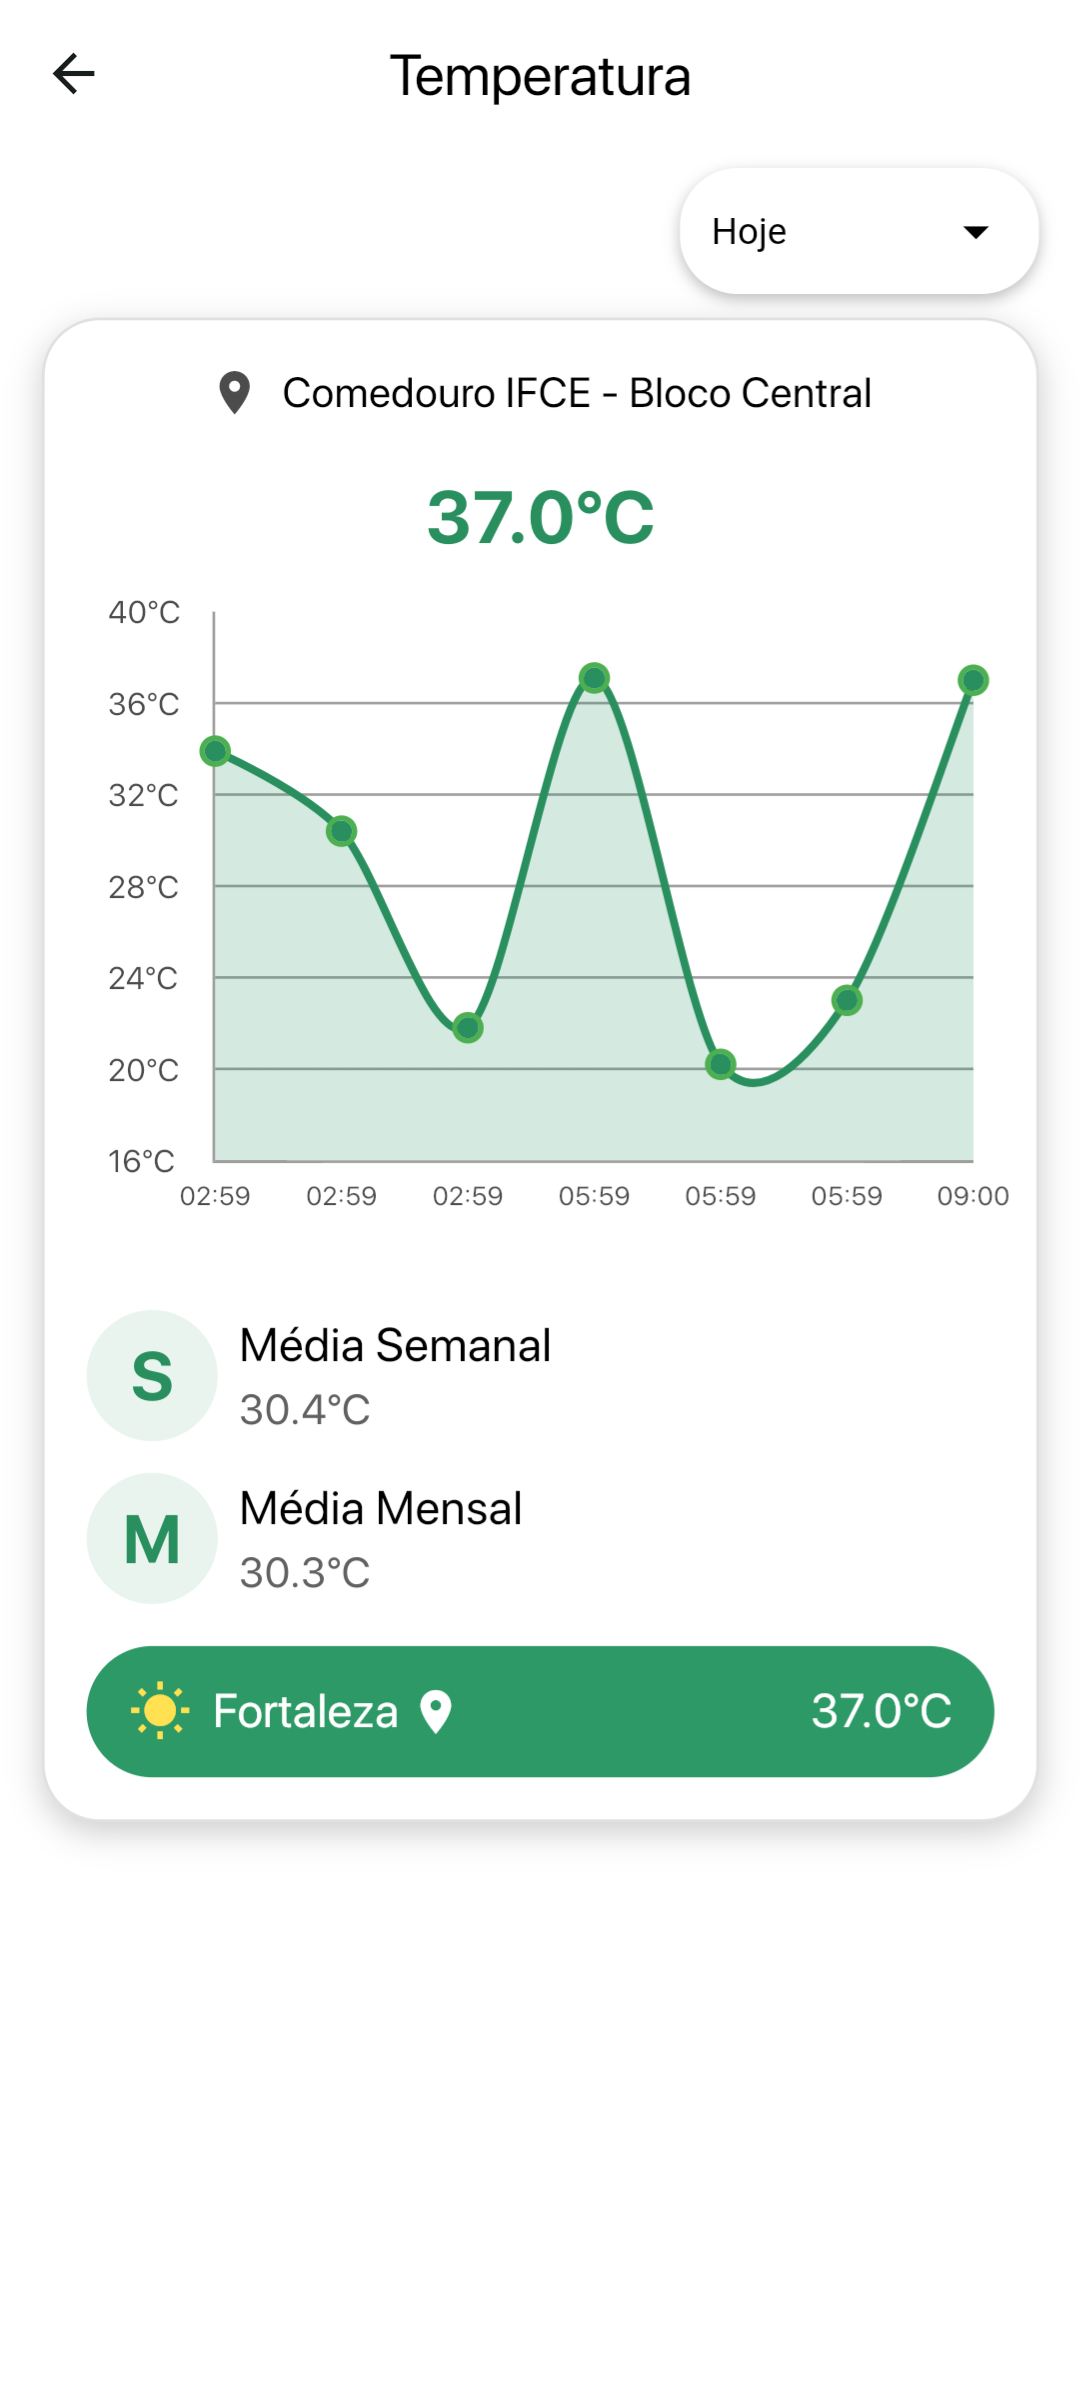 Temperatura
Hoje
Comedouro IFCE - Bloco Central
37.0°C
40°C
36°C
32°C
28°C
24°C
20°C
16°C
02:59 02:59 02:59 05:59 05:59 05:59 09:00
S
Média Semanal
30.4°C
M
Média Mensal
30.3°C
Fortaleza 37.0°C